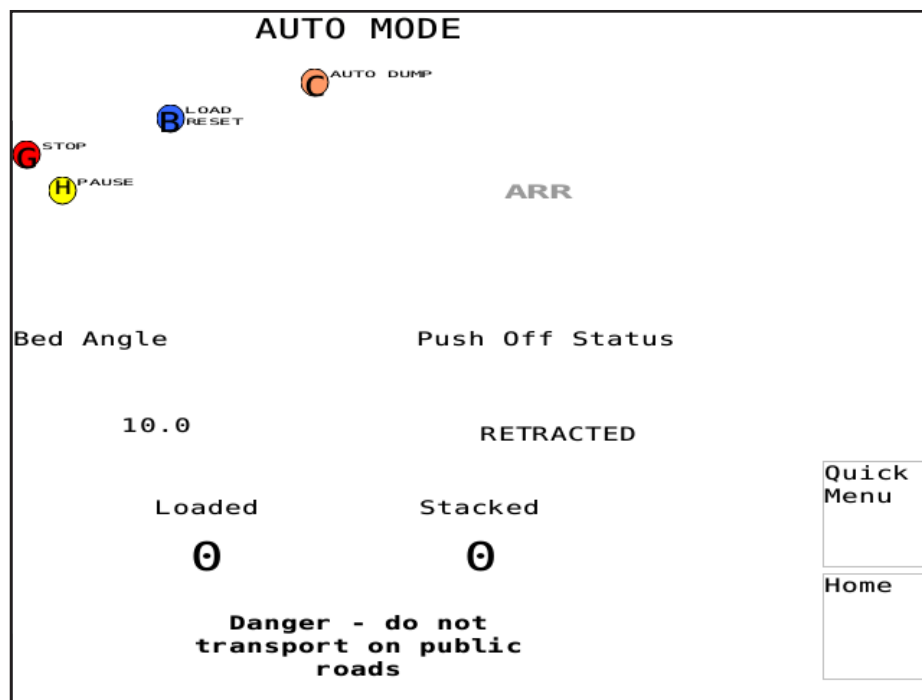 AUTO MODE
C AUTO DUMP
B LOAD
RESET
G STOP
H PAUSE
ARR
Bed Angle
Push Off Status
10.0
RETRACTED
Quick
Menu
Loaded
Stacked
0
0
Home
Danger - do not
transport on public
roads